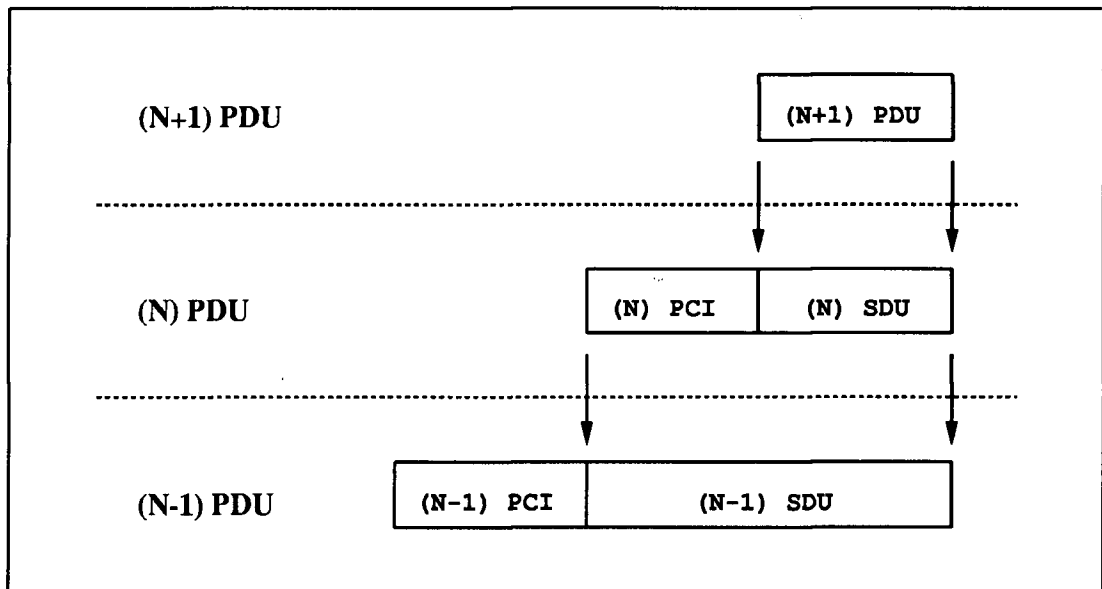 (N+1) PDU
(N+1) PDU
(N) PDU
(N) PCI
(N) SDU
(N-1) PDU
(N-1) PCI
(N-1) SDU